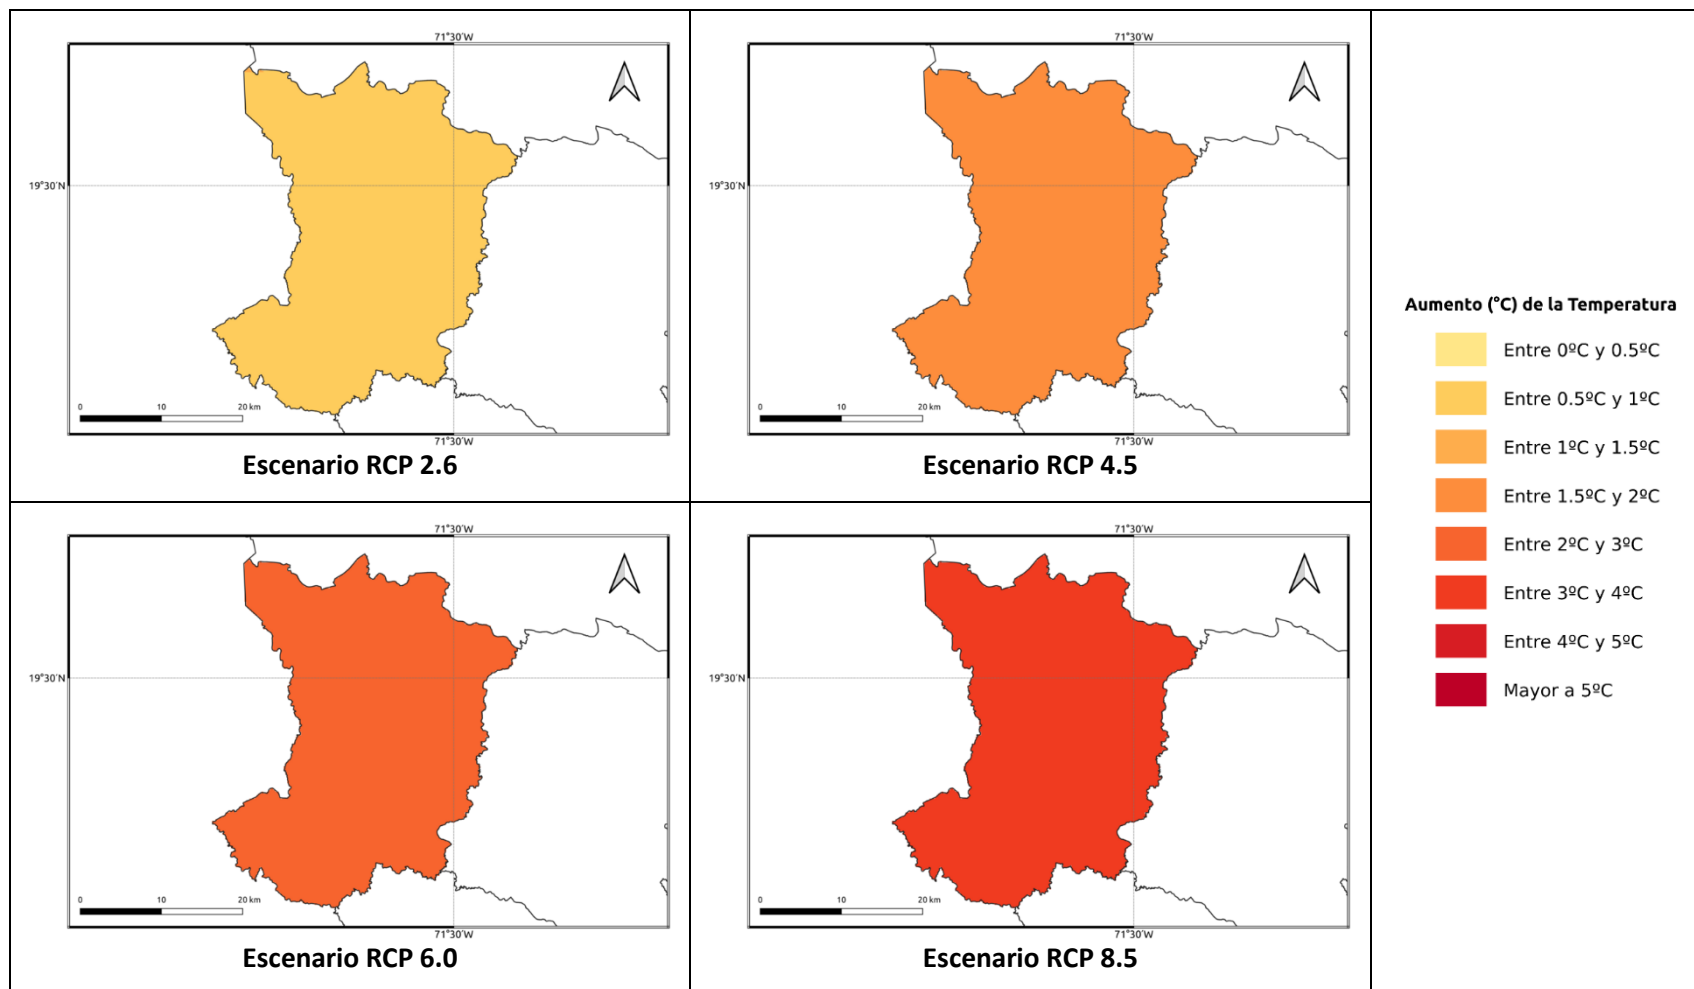 71°30'W
19°30'N
0 10 20 km
71°30'W
Escenario RCP 2.6
71°30'W
19°30'N
0 10 20 km
71°30'W
Escenario RCP 4.5
71°30'W
19°30'N
0 10 20 km
71°30'W
Escenario RCP 6.0
71°30'W
19°30'N
0 10 20 km
71°30'W
Escenario RCP 8.5
Aumento (°C) de la Temperatura
Entre 0ºC y 0.5ºC
Entre 0.5ºC y 1ºC
Entre 1ºC y 1.5ºC
Entre 1.5ºC y 2ºC
Entre 2ºC y 3ºC
Entre 3ºC y 4ºC
Entre 4ºC y 5ºC
Mayor a 5ºC